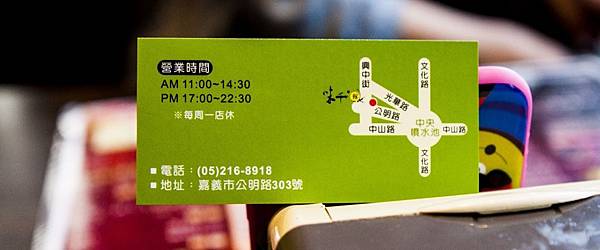 營業時間
AM 11:00~14:30
PM 17:00~22:30
※每周一店休
■電話：(05)216-8918
■地址：嘉義市公明路303號
興中街
文化路
光華路
公明路
中山路
中央
噴水池
中山路
文化路